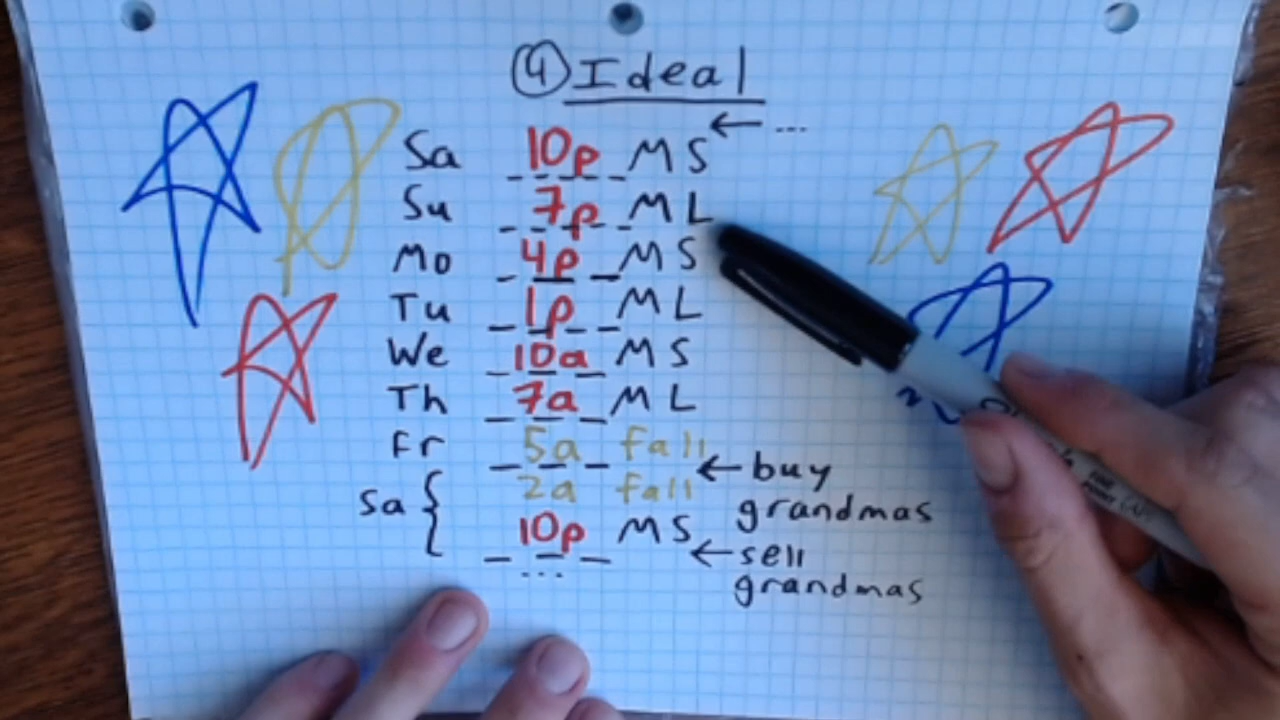 ④ Ideal
← ...
Sa 10p MS
Su 7p ML
Mo 4p MS
Tu 1p ML
We 10a MS
Th 7a ML
Fr 5a fall
← buy grandmas
Sa { 2a fall
10p MS
← sell grandmas
...